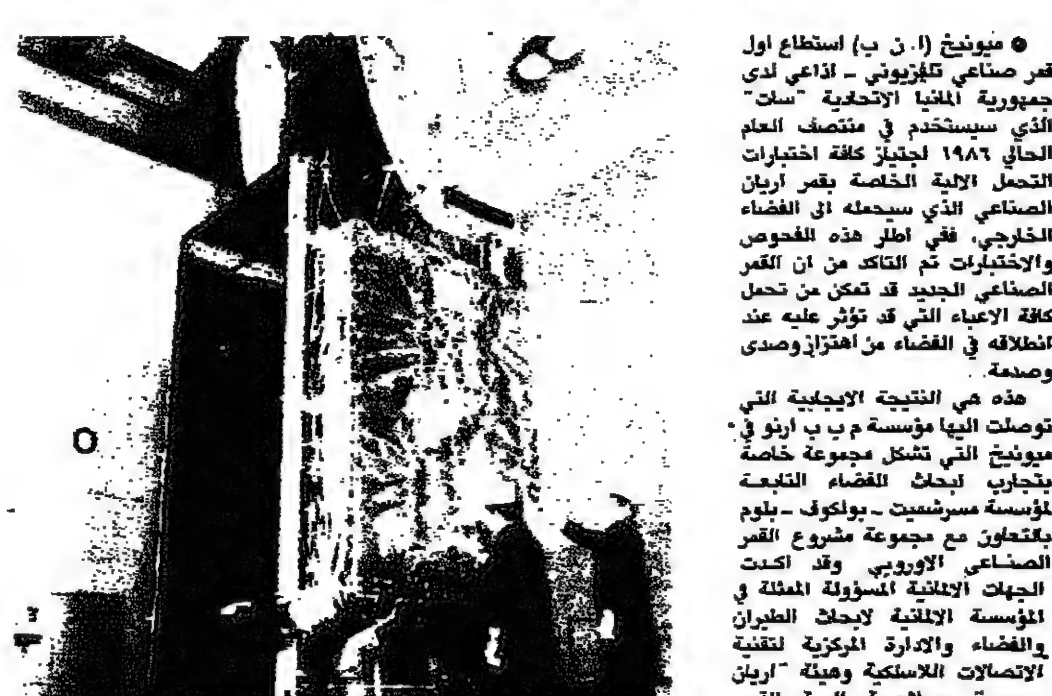 ● ميونيخ (ا. ن. ب) استطاع اول
قمر صناعي تلفزيوني – اذاعي لدى
جمهورية المانيا الاتحادية "سات"
الذي سيستخدم في منتصف العام
الحالي ١٩٨٦ اجتياز كافة اختبارات
التحمل الالية الخاصة بقمر اريان
الصناعي الذي سيحمله الى الفضاء
الخارجي، ففي اطار هذه الفحوص
والاختبارات تم التاكد من ان القمر
الصناعي الجديد قد تمكن من تحمل
كافة الاعباء التي قد تؤثر عليه عند
انطلاقه في الفضاء من اهتزاز وصدى
وصدمة.
هذه هي النتيجة الايجابية التي
توصلت اليها مؤسسة م ب ب ارنو في
ميونيخ التي تشكل مجموعة خاصة
بتجارب ابحاث الفضاء التابعة
لمؤسسة مسرشميت – بولكوف – بلوم
بالتعاون مع مجموعة مشروع القمر
الصناعي الاوروبي وقد اكدت
الجهات الالمانية المسؤولة الممثلة في
المؤسسة الالمانية لابحاث الطيران
والفضاء والادارة المركزية لتقنية
الاتصالات اللاسلكية وهيئة "اريان